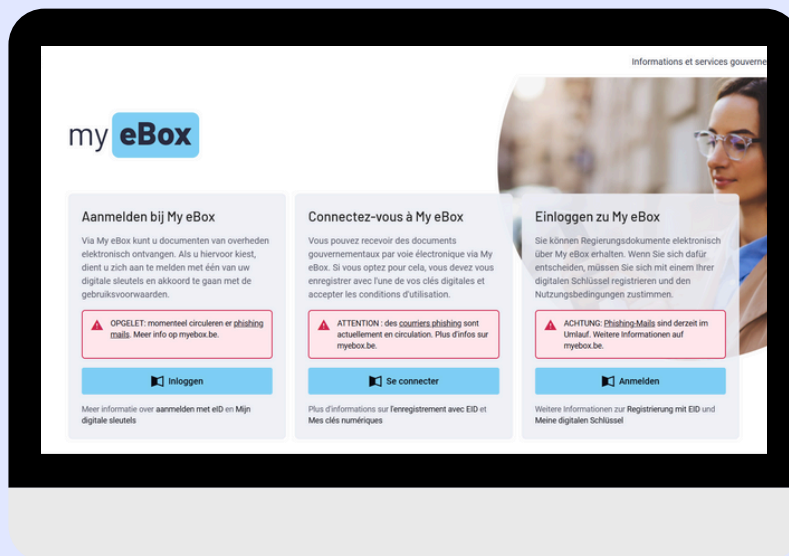 Informations et services gouverne
my eBox
Aanmelden bij My eBox
Via My eBox kunt u documenten van overheden
elektronisch ontvangen. Als u hiervoor kiest,
dient u zich aan te melden met één van uw
digitale sleutels en akkoord te gaan met de
gebruiksvoorwaarden.
OPGELET: momenteel circuleren er phishing
mails. Meer info op myebox.be.
Inloggen
Meer informatie over aanmelden met eID en Mijn
digitale sleutels
Connectez-vous à My eBox
Vous pouvez recevoir des documents
gouvernementaux par voie électronique via My
eBox. Si vous optez pour cela, vous devez vous
enregistrer avec l'une de vos clés digitales et
accepter les conditions d'utilisation.
ATTENTION : des courriers phishing sont
actuellement en circulation. Plus d'infos sur
myebox.be.
Se connecter
Plus d'informations sur l'enregistrement avec EID et
Mes clés numériques
Einloggen zu My eBox
Sie können Regierungsdokumente elektronisch
über My eBox erhalten. Wenn Sie sich dafür
entscheiden, müssen Sie sich mit einem Ihrer
digitalen Schlüssel registrieren und den
Nutzungsbedingungen zustimmen.
ACHTUNG: Phishing-Mails sind derzeit im
Umlauf. Weitere Informationen auf
myebox.be.
Anmelden
Weitere Informationen zur Registrierung mit EID und
Meine digitalen Schlüssel